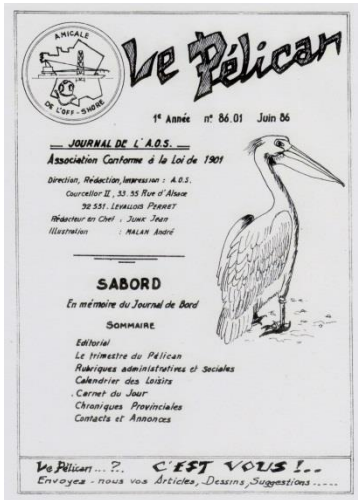 AMICALE
DE L'OFF-SHORE
Le Pélican
1e Année n° 86.01 Juin 86
JOURNAL DE L'A.O.S.
Association Conforme à la Loi de 1901
Direction, Rédaction, Impression : A.O.S.
Courcellor II, 33.35 Rue d'Alsace
92531. LEVALLOIS PERRET
Rédacteur en Chef : JUNK Jean
Illustration : MALAN André
SABORD
En mémoire du Journal de Bord
SOMMAIRE
Editorial
Le trimestre du Pélican
Rubriques administratives et Sociales
Calendrier des Loisirs
Carnet du Jour
Chroniques Provinciales
Contacts et Annonces
Le Pélican...?. C'EST VOUS !..
Envoyez-nous vos Articles, Dessins, Suggestions.....